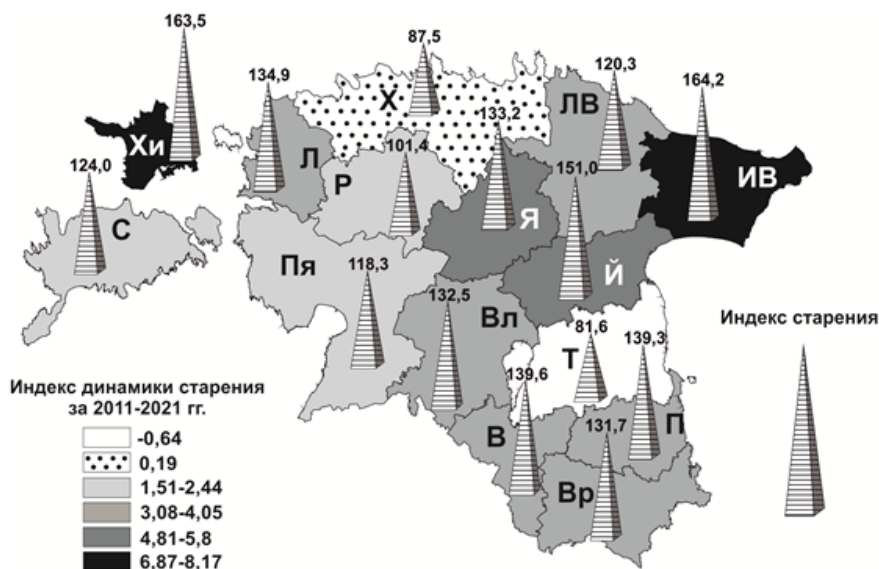 163,5
87,5
134,9
120,3
164,2
Х
ЛВ
133,2
Хи
Л
101,4
151,0
ИВ
124,0
Р
С
Я
Пя
118,3
Й
132,5
Вл
81,6
139,3
Индекс старения
Т
139,6
Индекс динамики старения
за 2011-2021 гг.
В
131,7
П
-0,64
0,19
Вр
1,51-2,44
3,08-4,05
4,81-5,8
6,87-8,17